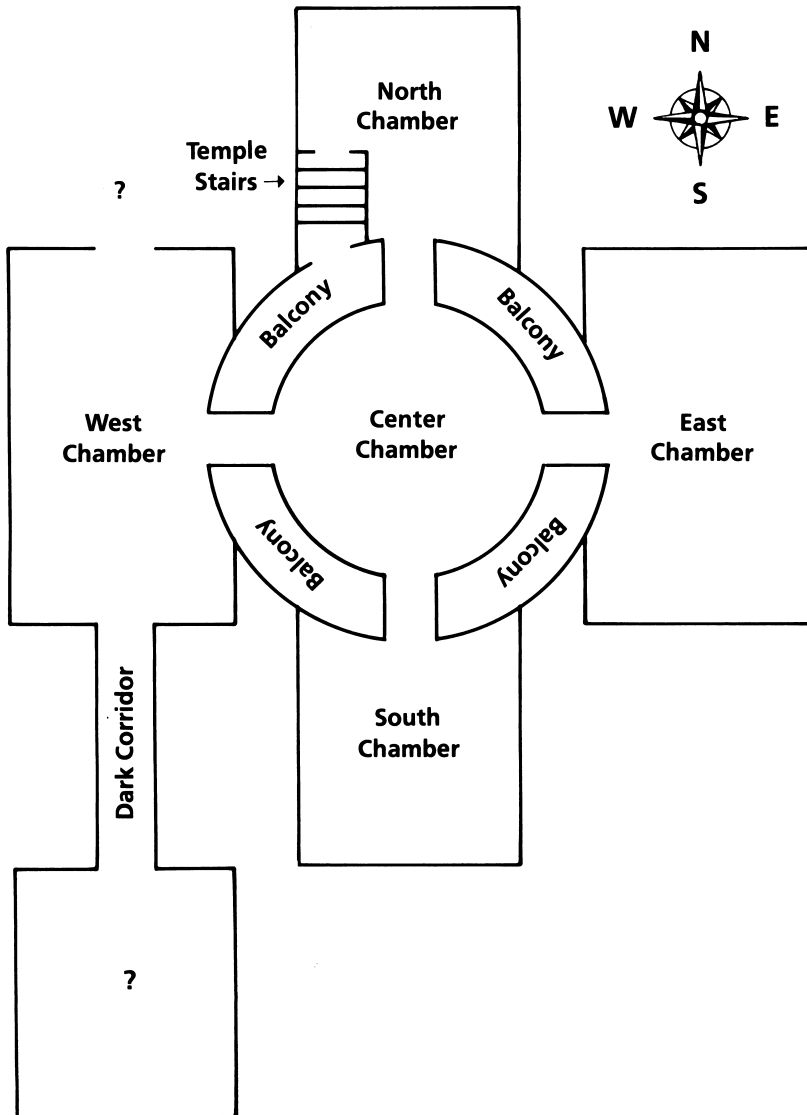 N
W
E
S
North
Chamber
Temple
Stairs →
?
Balcony
Balcony
West
Chamber
Center
Chamber
East
Chamber
Balcony
Balcony
Dark Corridor
South
Chamber
?